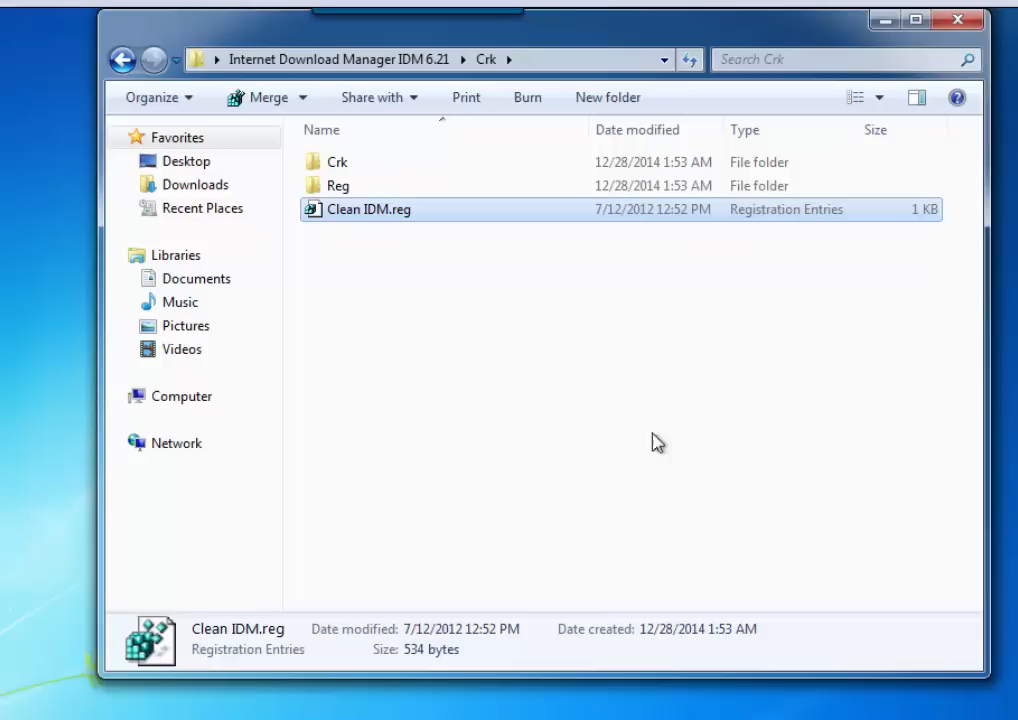 Internet Download Manager IDM 6.21 Crk Search Crk
Organize Merge Share with Print Burn New folder
Name Date modified Type Size
Favorites
Desktop
Downloads
Recent Places
Libraries
Documents
Music
Pictures
Videos
Computer
Network
Crk 12/28/2014 1:53 AM File folder
Reg 12/28/2014 1:53 AM File folder
Clean IDM.reg 7/12/2012 12:52 PM Registration Entries 1 KB
Clean IDM.reg Date modified: 7/12/2012 12:52 PM Date created: 12/28/2014 1:53 AM
Registration Entries Size: 534 bytes